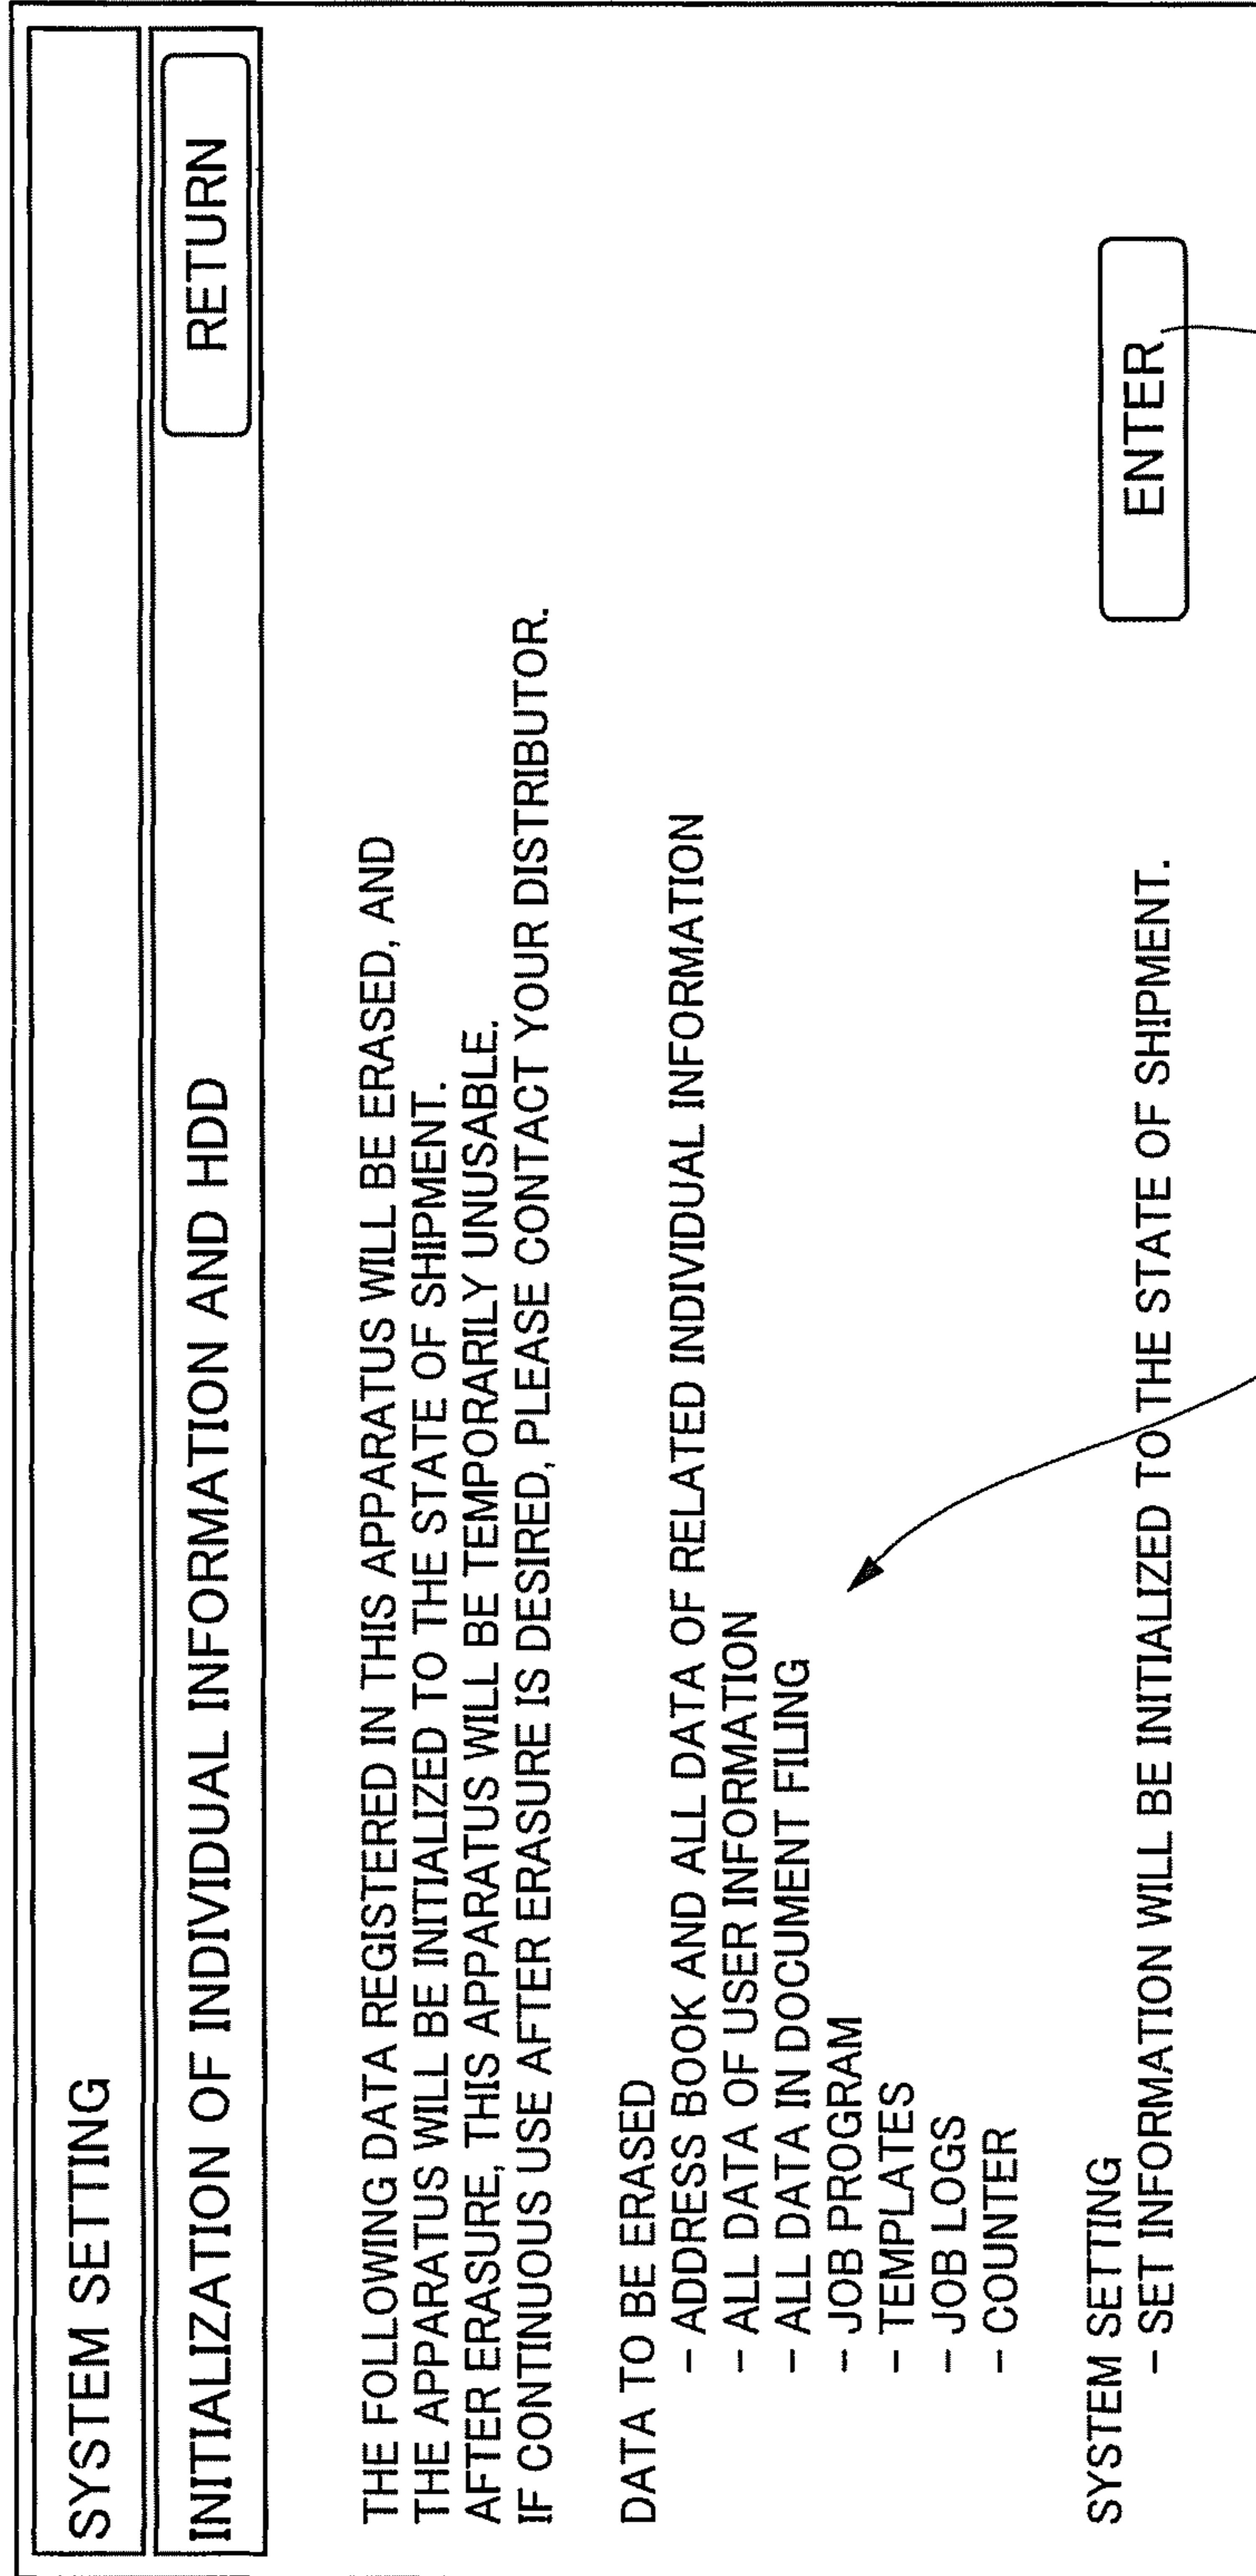 SYSTEM SETTING
INITIALIZATION OF INDIVIDUAL INFORMATION AND HDD
RETURN
THE FOLLOWING DATA REGISTERED IN THIS APPARATUS WILL BE ERASED, AND
THE APPARATUS WILL BE INITIALIZED TO THE STATE OF SHIPMENT.
AFTER ERASURE, THIS APPARATUS WILL BE TEMPORARILY UNUSABLE.
IF CONTINUOUS USE AFTER ERASURE IS DESIRED, PLEASE CONTACT YOUR DISTRIBUTOR.
DATA TO BE ERASED
– ADDRESS BOOK AND ALL DATA OF RELATED INDIVIDUAL INFORMATION
– ALL DATA OF USER INFORMATION
– ALL DATA IN DOCUMENT FILING
– JOB PROGRAM
– TEMPLATES
– JOB LOGS
– COUNTER
SYSTEM SETTING
– SET INFORMATION WILL BE INITIALIZED TO THE STATE OF SHIPMENT.
ENTER